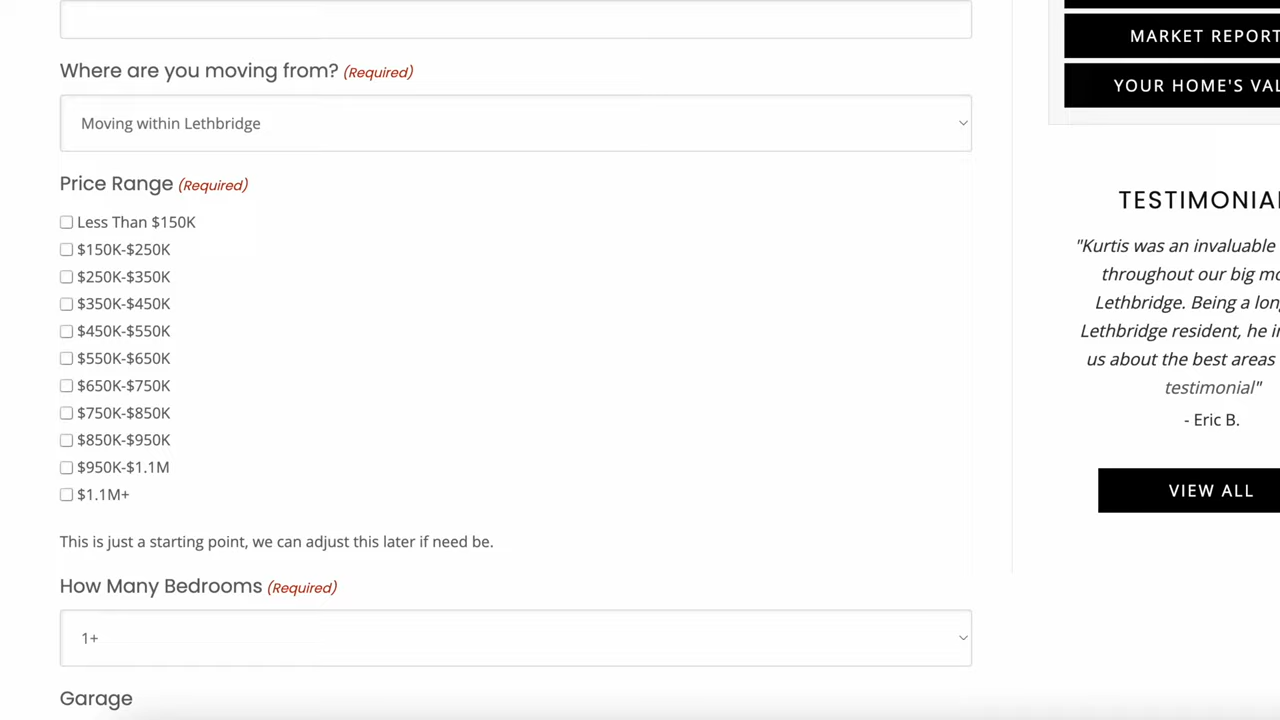 Where are you moving from? (Required)
Moving within Lethbridge
Price Range (Required)
Less Than $150K
$150K-$250K
$250K-$350K
$350K-$450K
$450K-$550K
$550K-$650K
$650K-$750K
$750K-$850K
$850K-$950K
$950K-$1.1M
$1.1M+
This is just a starting point, we can adjust this later if need be.
How Many Bedrooms (Required)
1+
Garage
MARKET REPORT
YOUR HOME'S
TESTIMONIA
"Kurtis was an invaluable
throughout our big
Lethbridge. Being a
Lethbridge resident, he
us about the best areas
testimonial"
- Eric B.
VIEW ALL